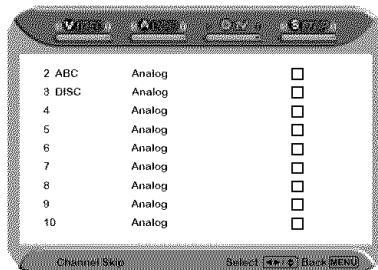 2 ABC Analog
3 DISC Analog
4 Analog
5 Analog
6 Analog
7 Analog
8 Analog
9 Analog
10 Analog
Channel Skip Select Back MENU